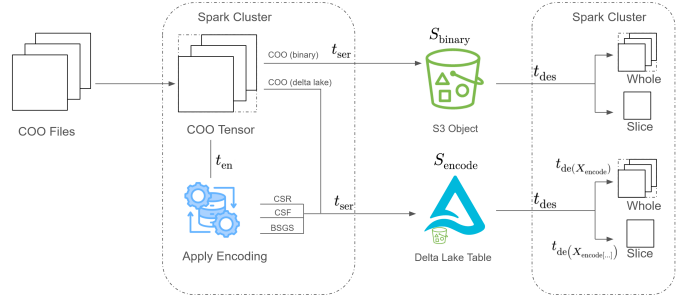 Spark Cluster
Spark Cluster
COO (binary)
t_ser
S_binary
COO (delta lake)
t_des
Whole
COO Files
COO Tensor
S3 Object
Slice
t_en
S_encode
t_de(X_encode)
CSR
CSF
BSGS
t_ser
t_des
Whole
Apply Encoding
Delta Lake Table
t_de(X_encode[...])
Slice